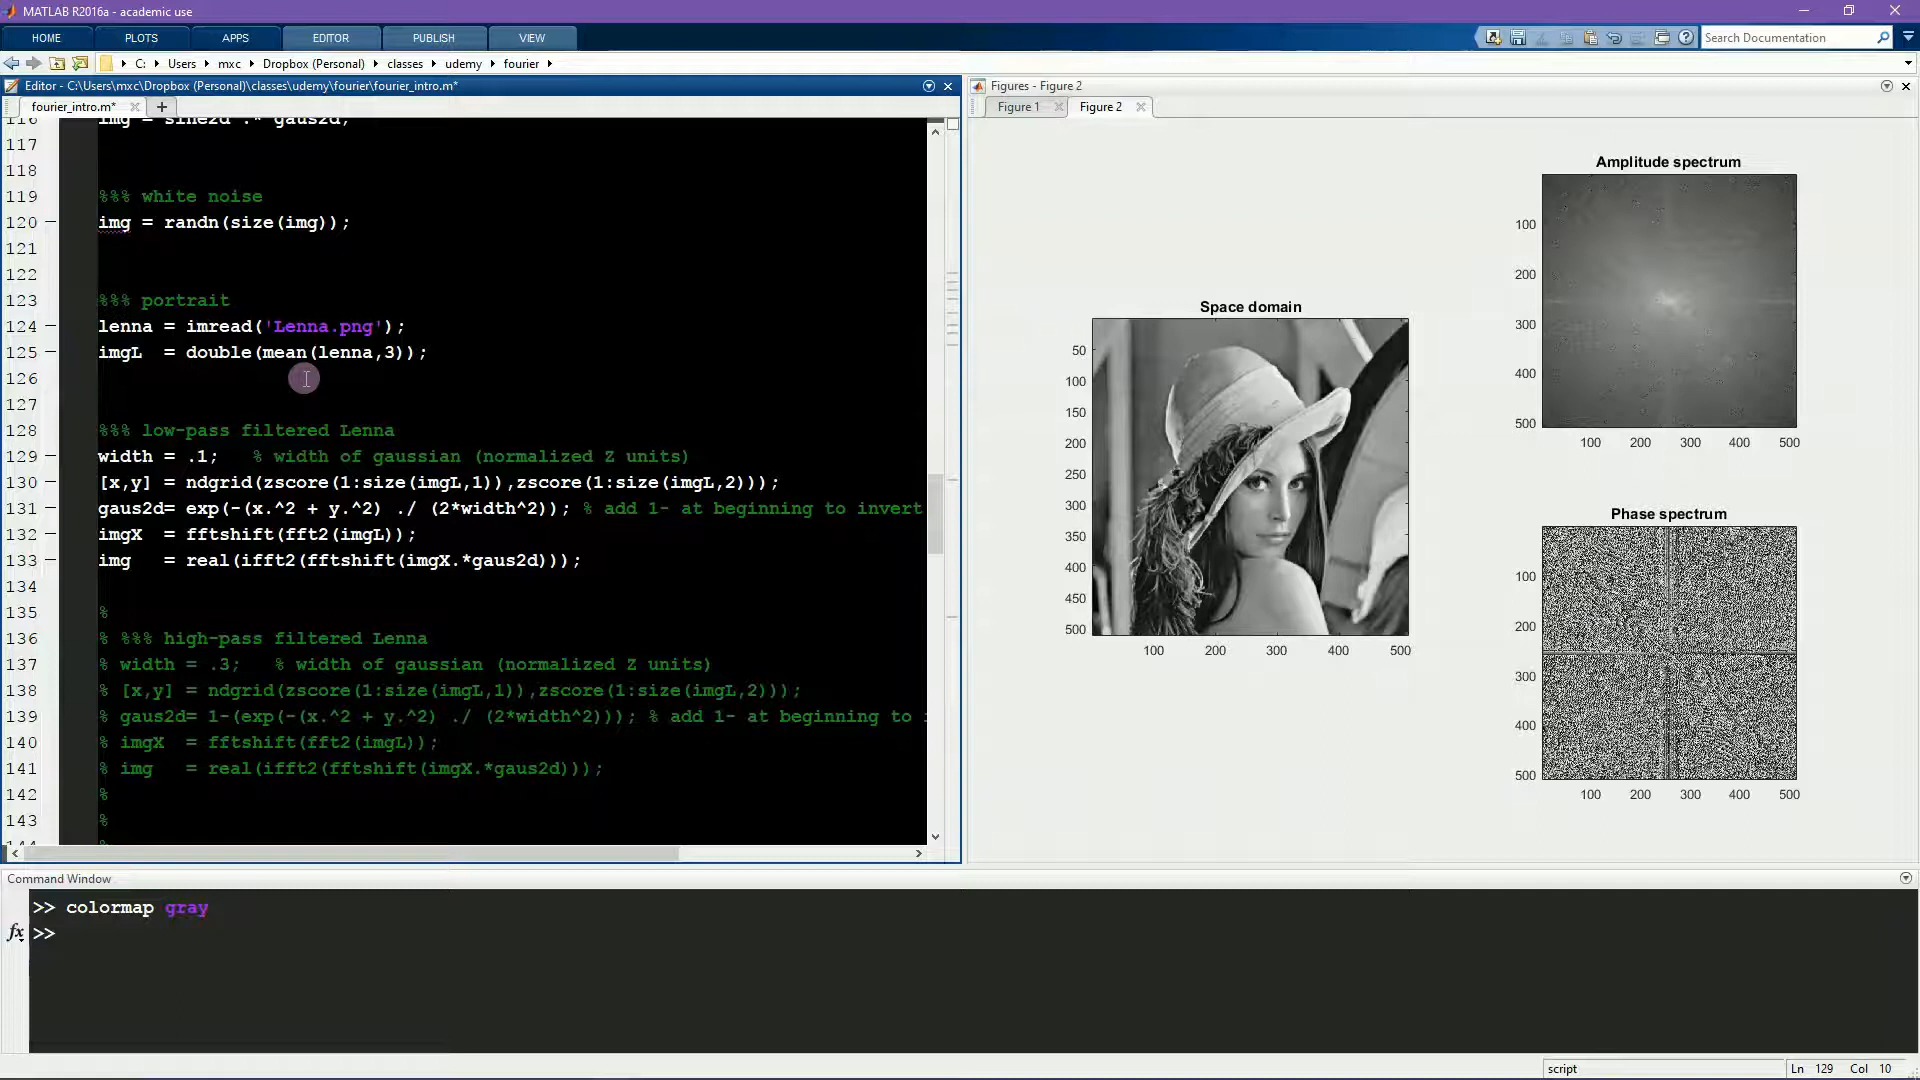 MATLAB R2016a - academic use
HOME PLOTS APPS EDITOR PUBLISH VIEW Search Documentation
C: Users mxc Dropbox (Personal) classes udemy fourier
Editor - C:\Users\mxc\Dropbox (Personal)\classes\udemy\fourier\fourier_intro.m*
fourier_intro.m* +
116 img = sine2d .* gaus2d;
117
118
119 %%% white noise
120 img = randn(size(img));
121
122
123 %%% portrait
124 lenna = imread('Lenna.png');
125 imgL = double(mean(lenna,3));
126
127
128 %%% low-pass filtered Lenna
129 width = .1; % width of gaussian (normalized Z units)
130 [x,y] = ndgrid(zscore(1:size(imgL,1)),zscore(1:size(imgL,2)));
131 gaus2d= exp(-(x.^2 + y.^2) ./ (2*width^2)); % add 1- at beginning to invert
132 imgX = fftshift(fft2(imgL));
133 img = real(ifft2(fftshift(imgX.*gaus2d)));
134
135 %
136 % %%% high-pass filtered Lenna
137 % width = .3; % width of gaussian (normalized Z units)
138 % [x,y] = ndgrid(zscore(1:size(imgL,1)),zscore(1:size(imgL,2)));
139 % gaus2d= 1-(exp(-(x.^2 + y.^2) ./ (2*width^2))); % add 1- at beginning to
140 % imgX = fftshift(fft2(imgL));
141 % img = real(ifft2(fftshift(imgX.*gaus2d)));
142 %
143 %
Figures - Figure 2
Figure 1 Figure 2
Space domain
50
100
150
200
250
300
350
400
450
500
100 200 300 400 500
Amplitude spectrum
100
200
300
400
500
100 200 300 400 500
Phase spectrum
100
200
300
400
500
100 200 300 400 500
Command Window
>> colormap gray
fx >>
script Ln 129 Col 10